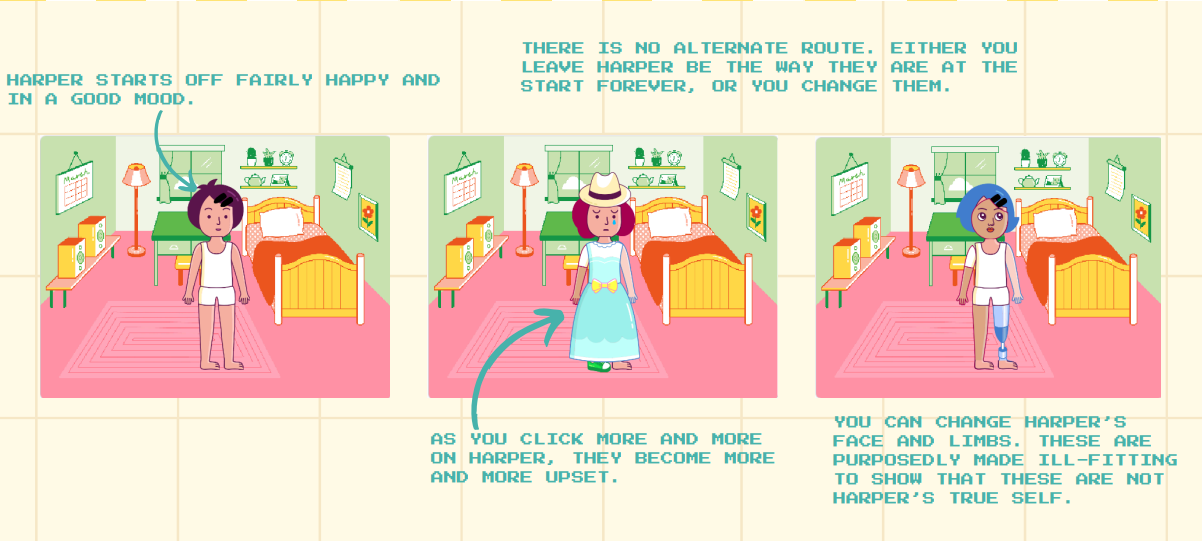 HARPER STARTS OFF FAIRLY HAPPY AND
IN A GOOD MOOD.
THERE IS NO ALTERNATE ROUTE. EITHER YOU
LEAVE HARPER BE THE WAY THEY ARE AT THE
START FOREVER, OR YOU CHANGE THEM.
March
March
March
AS YOU CLICK MORE AND MORE
ON HARPER, THEY BECOME MORE
AND MORE UPSET.
YOU CAN CHANGE HARPER'S
FACE AND LIMBS. THESE ARE
PURPOSEDLY MADE ILL-FITTING
TO SHOW THAT THESE ARE NOT
HARPER'S TRUE SELF.